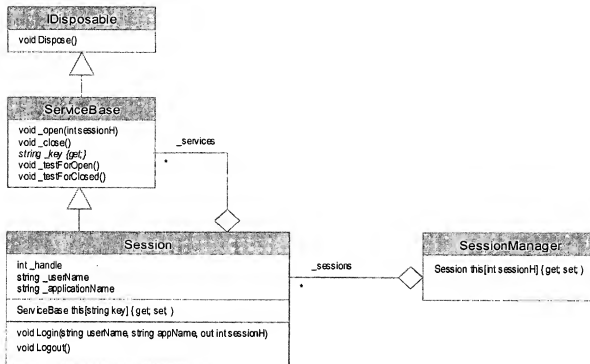 IDisposable
void Dispose()
ServiceBase
void _open(int sessionH)
void _close()
string _key {get;}
void _testForOpen()
void _testForClosed()
_services
*
Session
int _handle
string _userName
string _applicationName
ServiceBase this[string key] { get; set; }
void Login(string userName, string appName, out int sessionH)
void Logout()
_sessions
*
SessionManager
Session this[int sessionH] { get; set; }